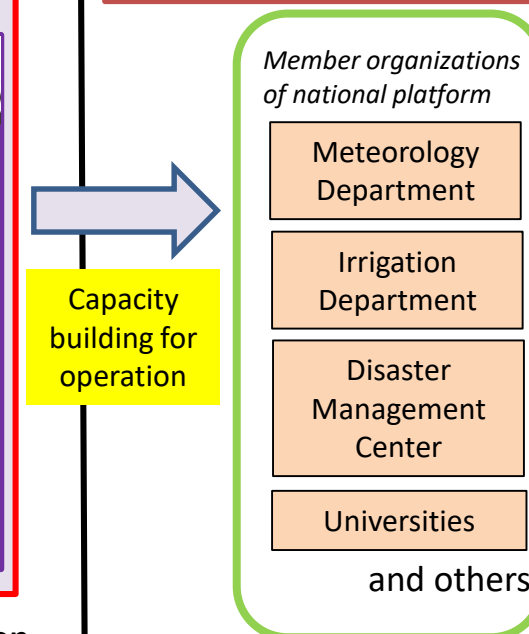 Member organizations
of national platform
Meteorology
Department
Irrigation
Department
Capacity
building for
operation
Disaster
Management
Center
Universities
and others